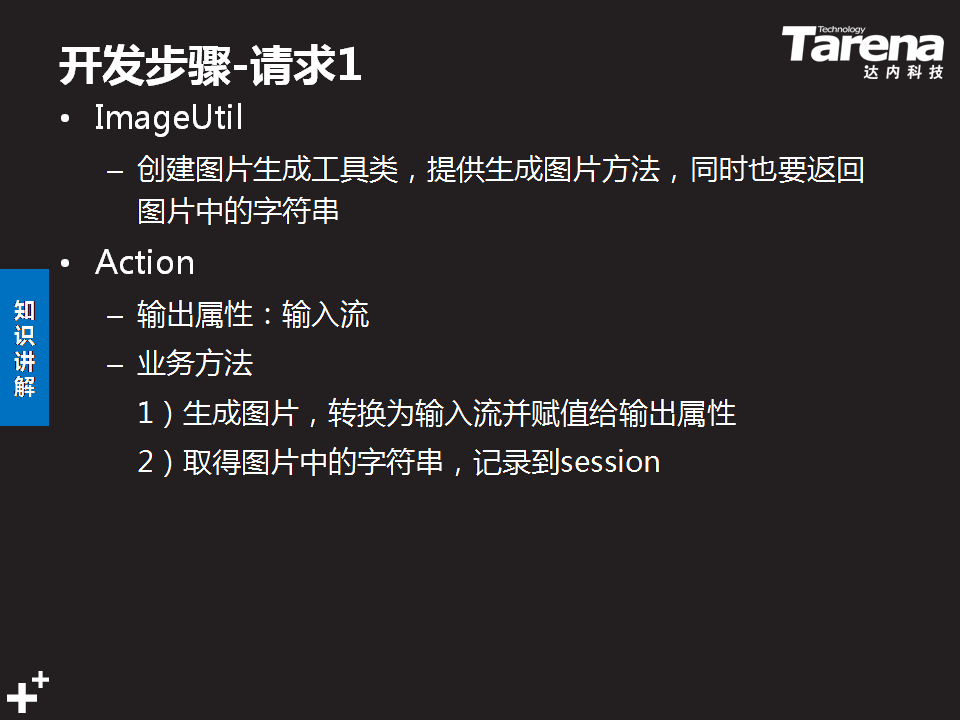 开发步骤-请求1
Technology
Tarena
达内科技
• ImageUtil
– 创建图片生成工具类，提供生成图片方法，同时也要返回
图片中的字符串
• Action
– 输出属性：输入流
– 业务方法
1）生成图片，转换为输入流并赋值给输出属性
2）取得图片中的字符串，记录到session
知识讲解